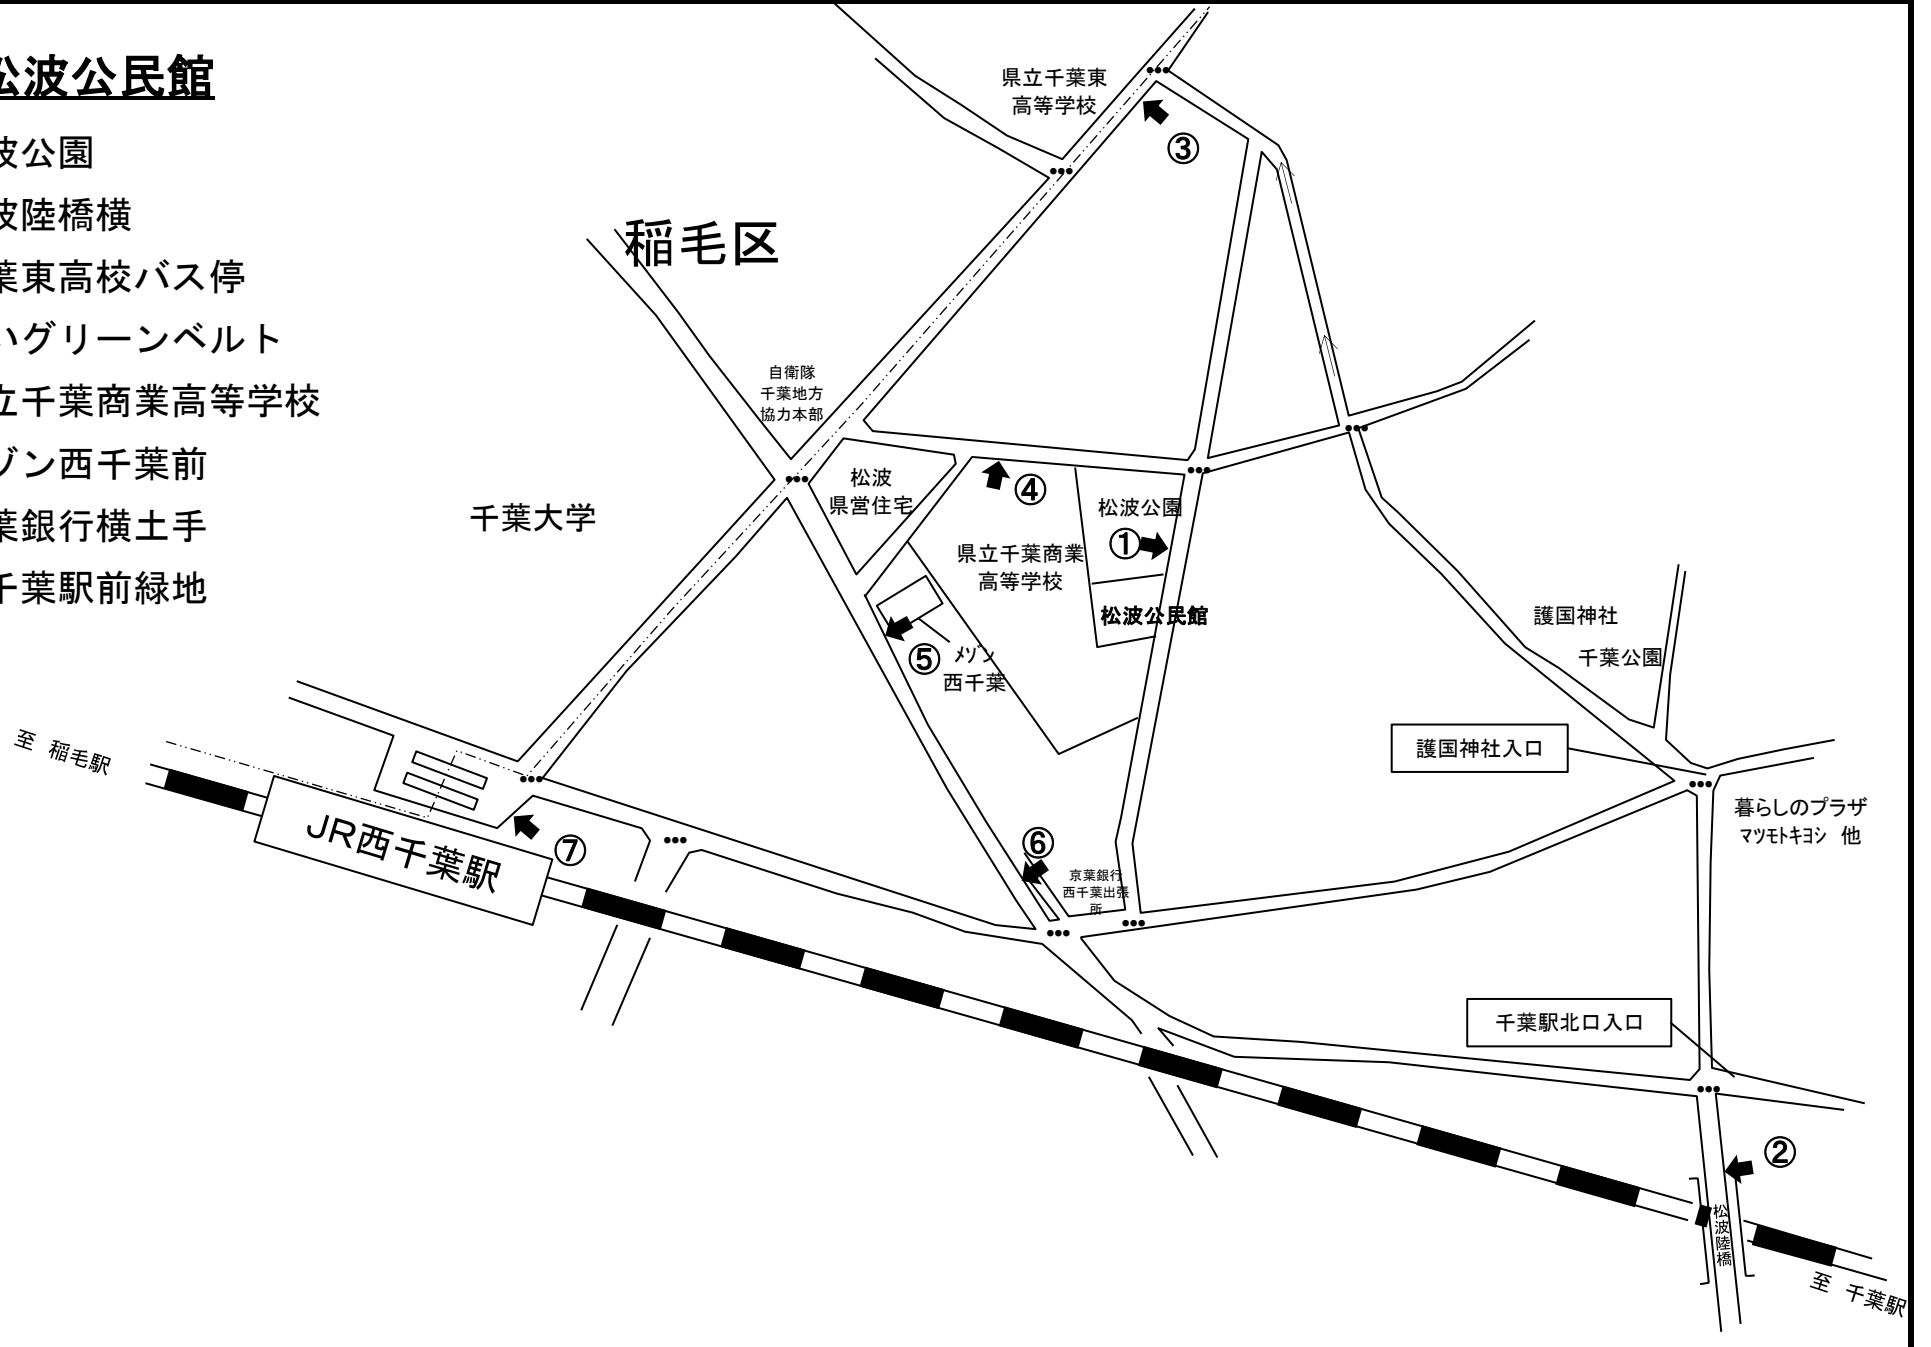 松波公民館
波公園
波陸橋横
葉東高校バス停
いグリーンベルト
立千葉商業高等学校
ゾン西千葉前
葉銀行横土手
千葉駅前緑地
県立千葉東
高等学校
③
稲毛区
自衛隊
千葉地方
協力本部
千葉大学
松波
県営住宅
④
松波公園
①
県立千葉商業
高等学校
松波公民館
⑤
メゾン
西千葉
護国神社
千葉公園
護国神社入口
暮らしのプラザ
マツモトキヨシ 他
至 稲毛駅
JR西千葉駅
⑦
⑥
京葉銀行
西千葉出張
所
千葉駅北口入口
②
松波陸橋
至 千葉駅